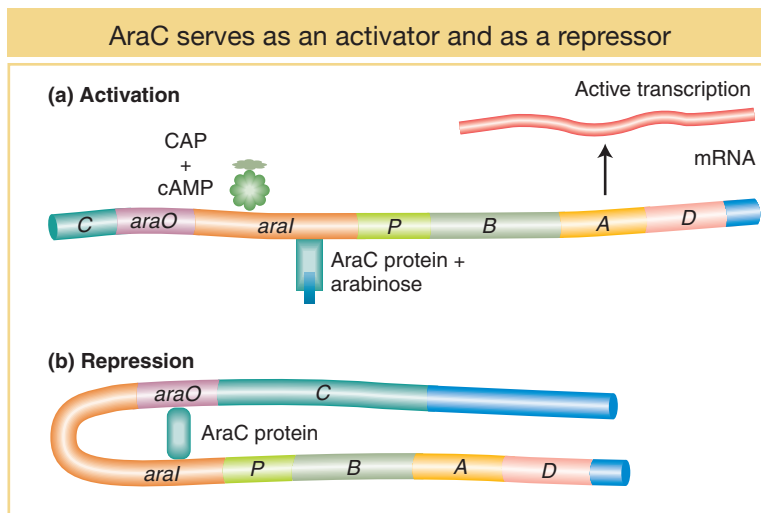 AraC serves as an activator and as a repressor
(a) Activation
Active transcription
CAP
+
cAMP
mRNA
C araO araI P B A D
AraC protein +
arabinose
(b) Repression
araO C
AraC protein
araI P B A D